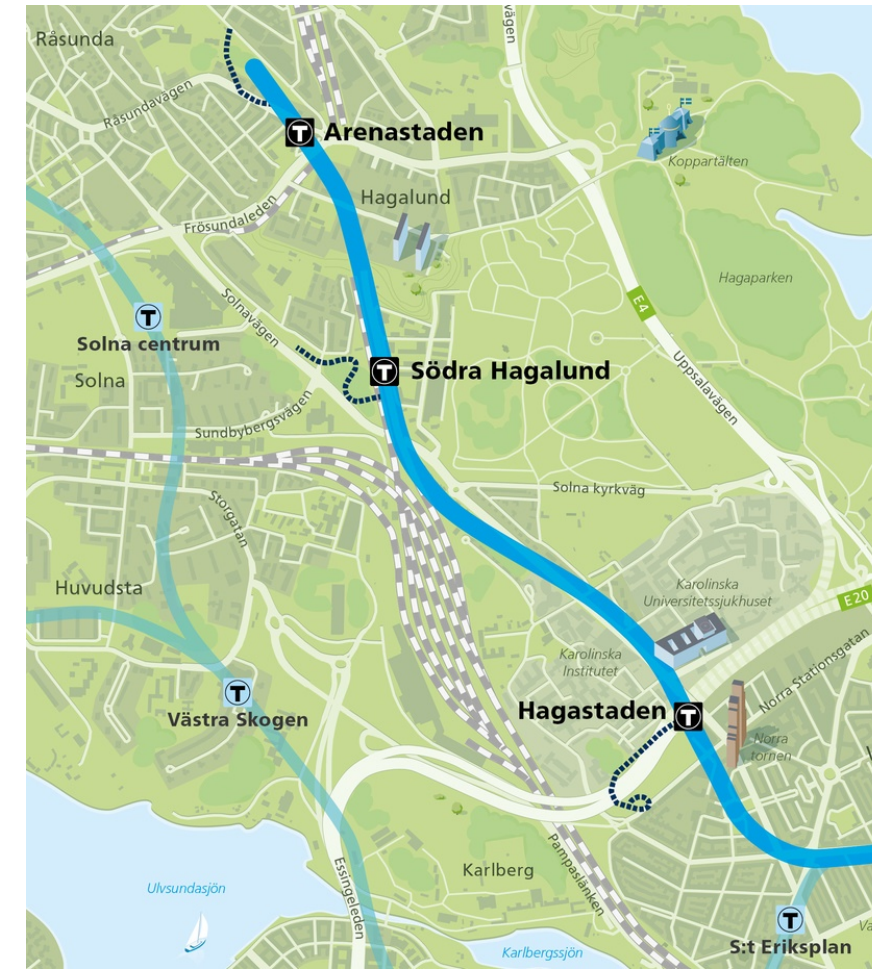 Råsunda
vägen
Råsundavägen
T Arenastaden
Koppartälten
Hagalund
Frösundaleden
Hagaparken
Solnavägen
E4
T
Solna centrum
Solna
T Södra Hagalund
Uppsalavägen
Sundbybergsvägen
Solna kyrkväg
Storgatan
Huvudsta
Karolinska
Universitetssjukhuset
E20
Karolinska
Institutet
Norra Stationsgatan
T
Västra Skogen
Hagastaden T
Norra
tornen
Essingeleden
Pampaslänken
Karlberg
Ulvsundasjön
T
S:t Eriksplan
Karlbergssjön